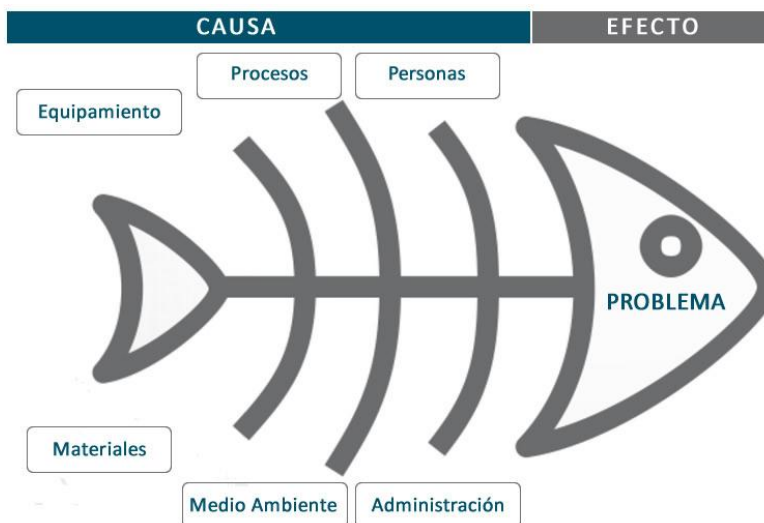 CAUSA
EFECTO
Procesos
Personas
Equipamiento
PROBLEMA
Materiales
Medio Ambiente
Administración